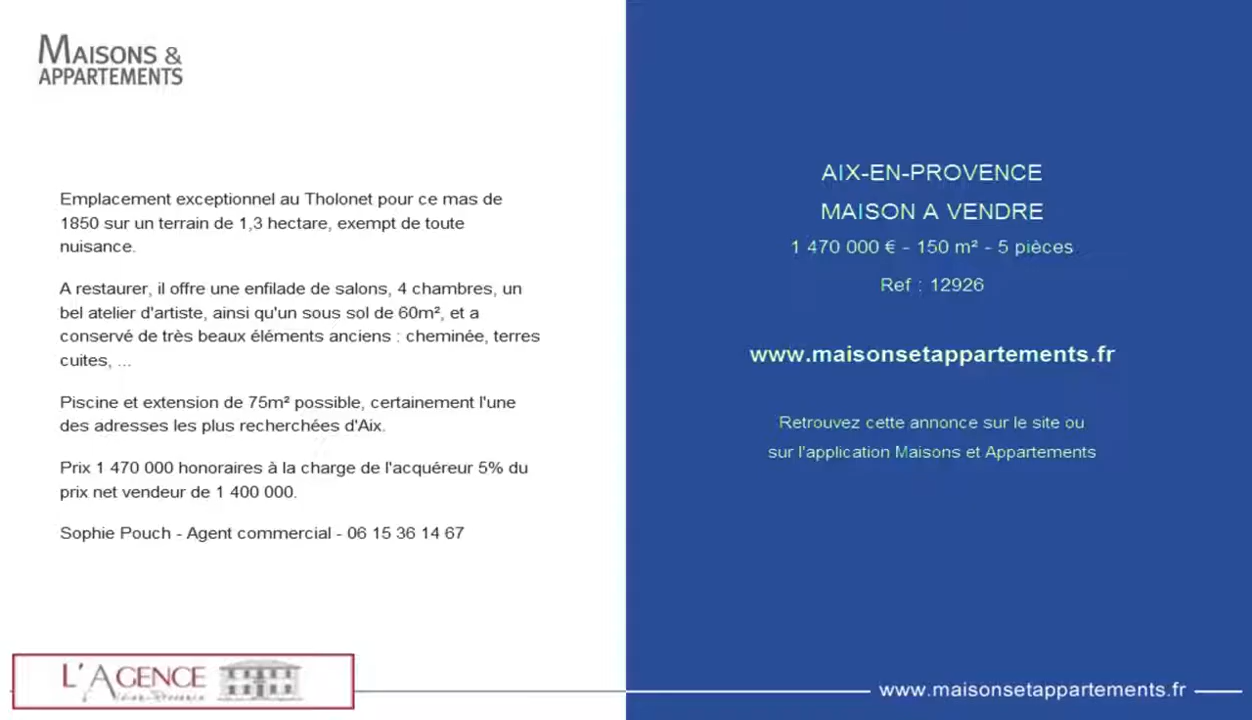 MAISONS &
APPARTEMENTS
Emplacement exceptionnel au Tholonet pour ce mas de
1850 sur un terrain de 1,3 hectare, exempt de toute
nuisance.
A restaurer, il offre une enfilade de salons, 4 chambres, un
bel atelier d'artiste, ainsi qu'un sous sol de 60m², et a
conservé de très beaux éléments anciens : cheminée, terres
cuites, ...
Piscine et extension de 75m² possible, certainement l'une
des adresses les plus recherchées d'Aix.
Prix 1 470 000 honoraires à la charge de l'acquéreur 5% du
prix net vendeur de 1 400 000.
Sophie Pouch - Agent commercial - 06 15 36 14 67
L'AGENCE
AIX-EN-PROVENCE
MAISON A VENDRE
1 470 000 € - 150 m² - 5 pièces
Ref : 12926
www.maisonsetappartements.fr
Retrouvez cette annonce sur le site ou
sur l'application Maisons et Appartements
www.maisonsetappartements.fr